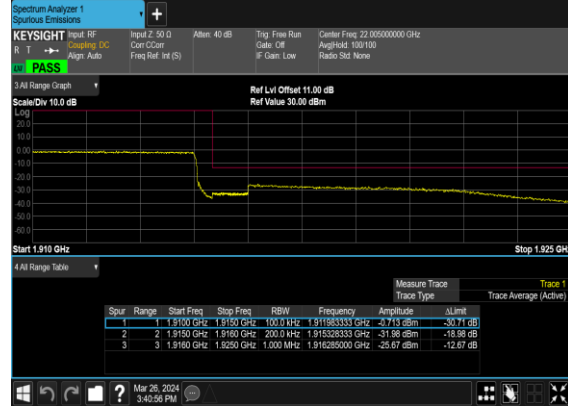 Spectrum Analyzer 1
Spurious Emissions
KEYSIGHT Input: RF Input Z: 50 Ω Atten: 40 dB Trig: Free Run Center Freq: 22.005000000 GHz
R T Coupling: DC Corr CCorr Gate: Off Avg|Hold: 100/100
Align: Auto Freq Ref: Int (S) IF Gain: Low Radio Std: None
PASS
3 All Range Graph
Ref Lvl Offset 11.00 dB
Scale/Div 10.0 dB Ref Value 30.00 dBm
Log
20.0
10.0
0.00
-10.0
-20.0
-30.0
-40.0
-50.0
-60.0
Start 1.910 GHz Stop 1.925 GH
4 All Range Table
Measure Trace Trace 1
Trace Type Trace Average (Active)
Spur Range Start Freq Stop Freq RBW Frequency Amplitude ΔLimit
1 1 1.9100 GHz 1.9150 GHz 100.0 kHz 1.911983333 GHz -0.713 dBm -30.71 dB
2 2 1.9150 GHz 1.9160 GHz 200.0 kHz 1.915328333 GHz -31.98 dBm -18.98 dB
3 3 1.9160 GHz 1.9250 GHz 1.000 MHz 1.916285000 GHz -25.67 dBm -12.67 dB
? Mar 26, 2024
3:40:56 PM